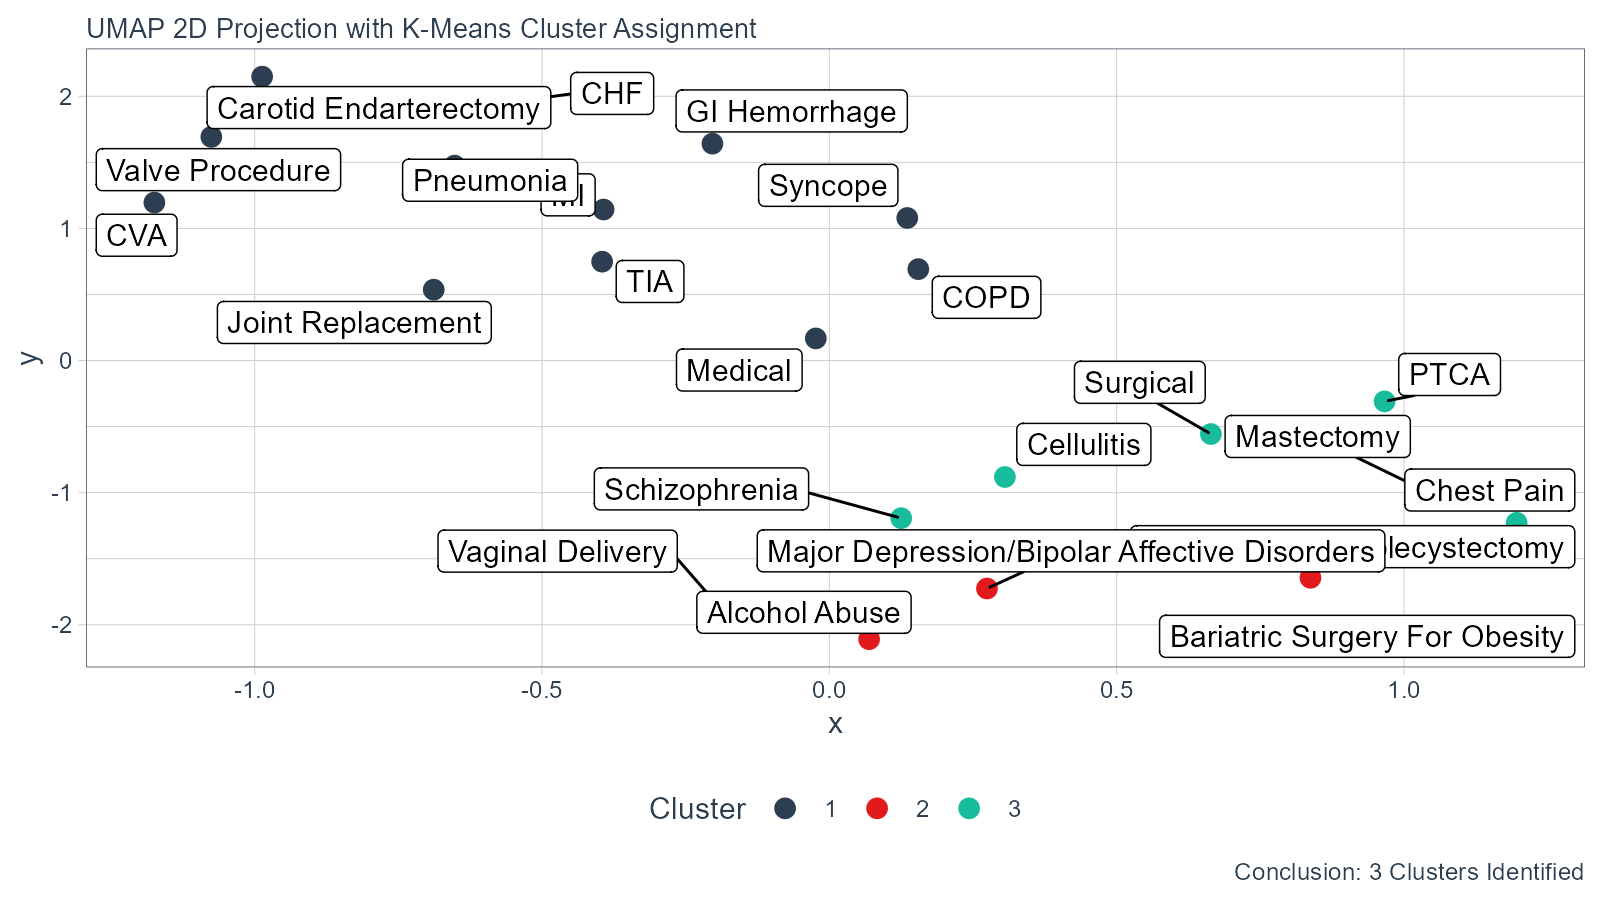 UMAP 2D Projection with K-Means Cluster Assignment
CHF
Carotid Endarterectomy
GI Hemorrhage
Valve Procedure
Pneumonia
MI
Syncope
CVA
TIA
COPD
Joint Replacement
Medical
Surgical
PTCA
Mastectomy
Cellulitis
Schizophrenia
Chest Pain
Vaginal Delivery
Major Depression/Bipolar Affective Disorders
lecystectomy
Alcohol Abuse
Bariatric Surgery For Obesity
2
1
0
-1
-2
y
-1.0 -0.5 0.0 0.5 1.0
x
Cluster 1 2 3
Conclusion: 3 Clusters Identified